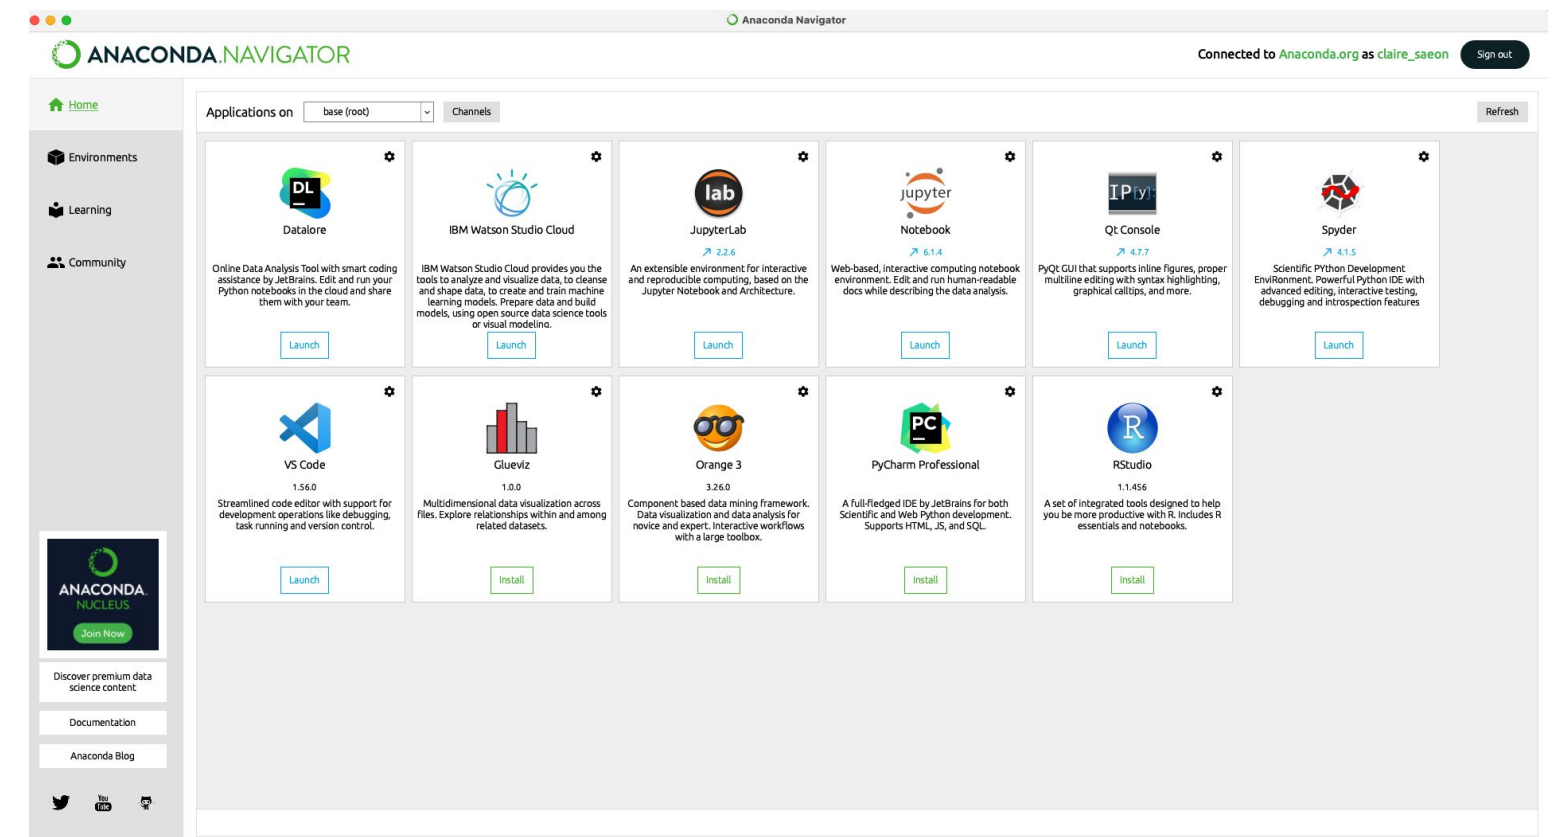 Anaconda Navigator
ANACONDA.NAVIGATOR
Connected to Anaconda.org as claire_saeon
Sign out
Home
Environments
Learning
Community
Applications on
base (root)
Channels
Refresh
DL
Datalore
Online Data Analysis Tool with smart coding
assistance by JetBrains. Edit and run your
Python notebooks in the cloud and share
them with your team.
Launch
IBM Watson Studio Cloud
IBM Watson Studio Cloud provides you the
tools to analyze and visualize data, to cleanse
and shape data, to create and train machine
learning models. Prepare data and build
models, using open source data science tools
or visual modeling.
Launch
lab
JupyterLab
2.2.6
An extensible environment for interactive
and reproducible computing, based on the
Jupyter Notebook and Architecture.
Launch
jupyter
Notebook
6.1.4
Web-based, interactive computing notebook
environment. Edit and run human-readable
docs while describing the data analysis.
Launch
IP[y]:
Qt Console
4.7.7
PyQt GUI that supports inline figures, proper
multiline editing with syntax highlighting,
graphical calltips, and more.
Launch
Spyder
4.1.5
Scientific PYthon Development
EnviRonment. Powerful Python IDE with
advanced editing, interactive testing,
debugging and introspection features
Launch
VS Code
1.56.0
Streamlined code editor with support for
development operations like debugging,
task running and version control.
Launch
Glueviz
1.0.0
Multidimensional data visualization across
files. Explore relationships within and among
related datasets.
Install
Orange 3
3.26.0
Component based data mining framework.
Data visualization and data analysis for
novice and expert. Interactive workflows
with a large toolbox.
Install
PC
PyCharm Professional
A full-fledged IDE by JetBrains for both
Scientific and Web Python development.
Supports HTML, JS, and SQL.
Install
R
RStudio
1.1.456
A set of integrated tools designed to help
you be more productive with R. Includes R
essentials and notebooks.
Install
ANACONDA.
NUCLEUS
Join Now
Discover premium data
science content
Documentation
Anaconda Blog
You
Tube